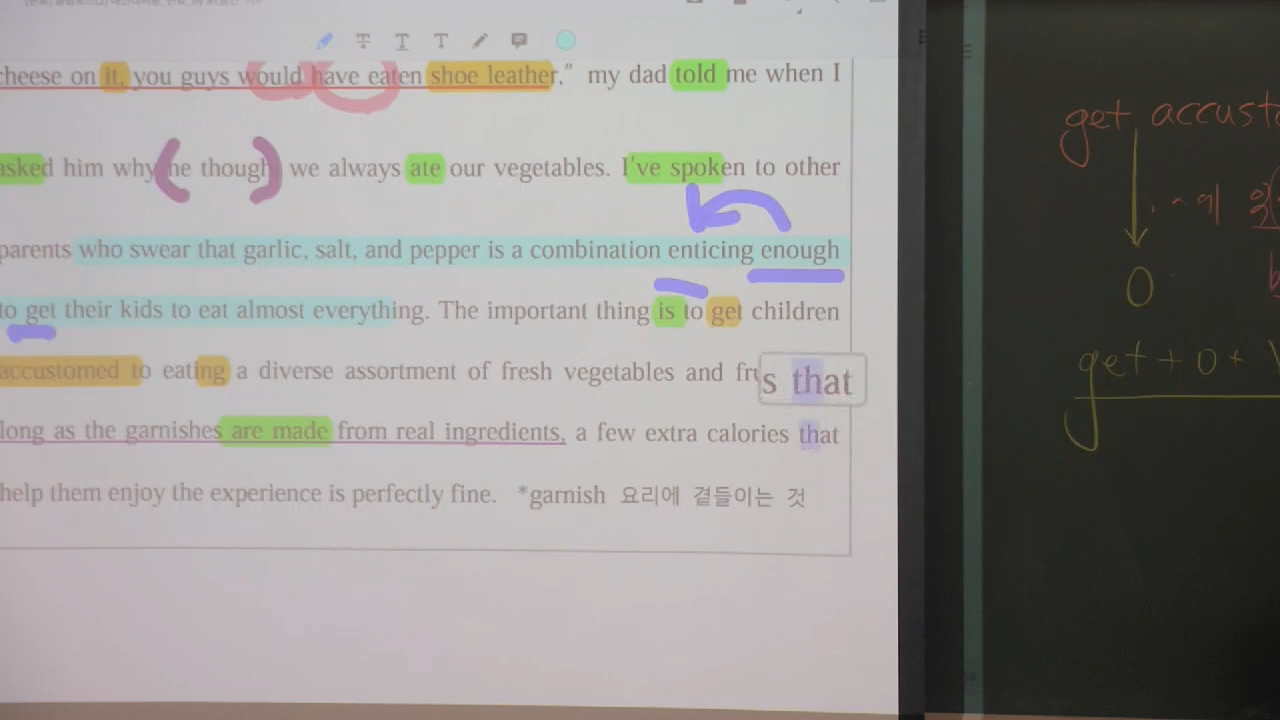 cheese on it, you guys would have eaten shoe leather," my dad told me when I
asked him why he though we always ate our vegetables. I've spoken to other
parents who swear that garlic, salt, and pepper is a combination enticing enough
to get their kids to eat almost everything. The important thing is to get children
accustomed to eating a diverse assortment of fresh vegetables and
s that
long as the garnishes are made from real ingredients, a few extra calories that
help them enjoy the experience is perfectly fine. *garnish 요리에 곁들이는 것
get
~에
O
get + O +